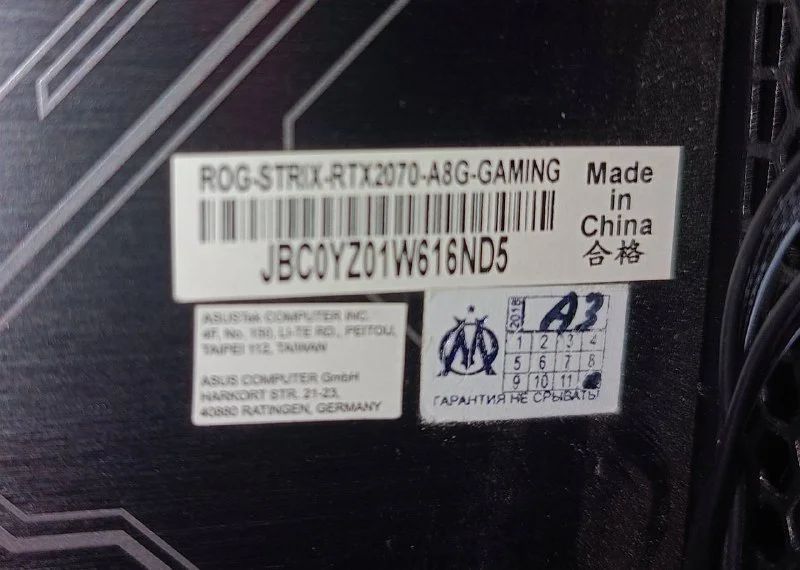 ROG-STRIX-RTX2070-A8G-GAMING
JBC0YZ01W616ND5
Made
in
China
合格
ASUSTek COMPUTER INC.
4F, No. 150, LI-TE RD., PEITOU,
TAIPEI 112, TAIWAN
ASUS COMPUTER GmbH
HARKORT STR. 21-23,
40880 RATINGEN, GERMANY
2018 A3
1 2 3 4
5 6 7 8
9 10 11
ГАРАНТИЯ НЕ СРЫВАТЬ!